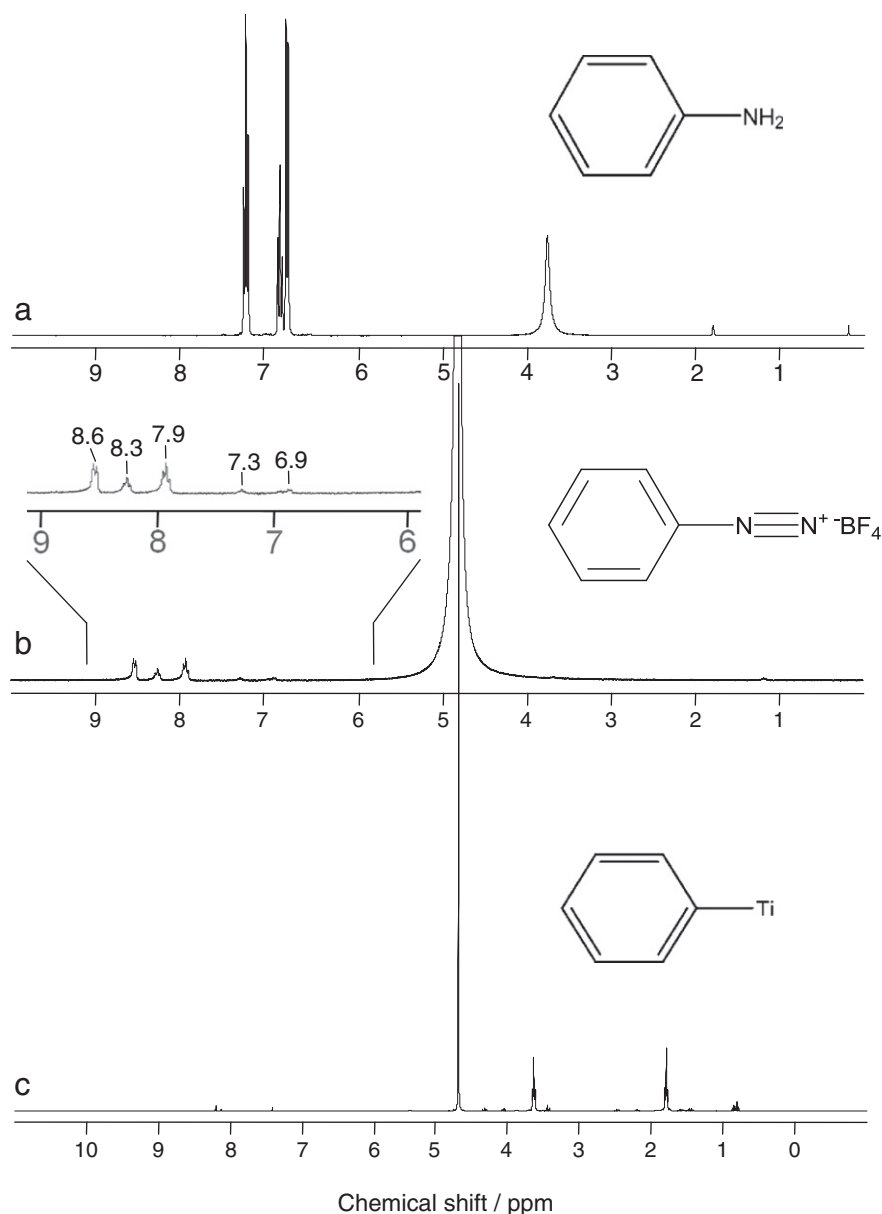 NH2
a
9 8 7 6 5 4 3 2 1
8.6 8.3 7.9 7.3 6.9
9 8 7 6
N N+ -BF4
b
9 8 7 6 5 4 3 2 1
Ti
c
10 9 8 7 6 5 4 3 2 1 0
Chemical shift / ppm